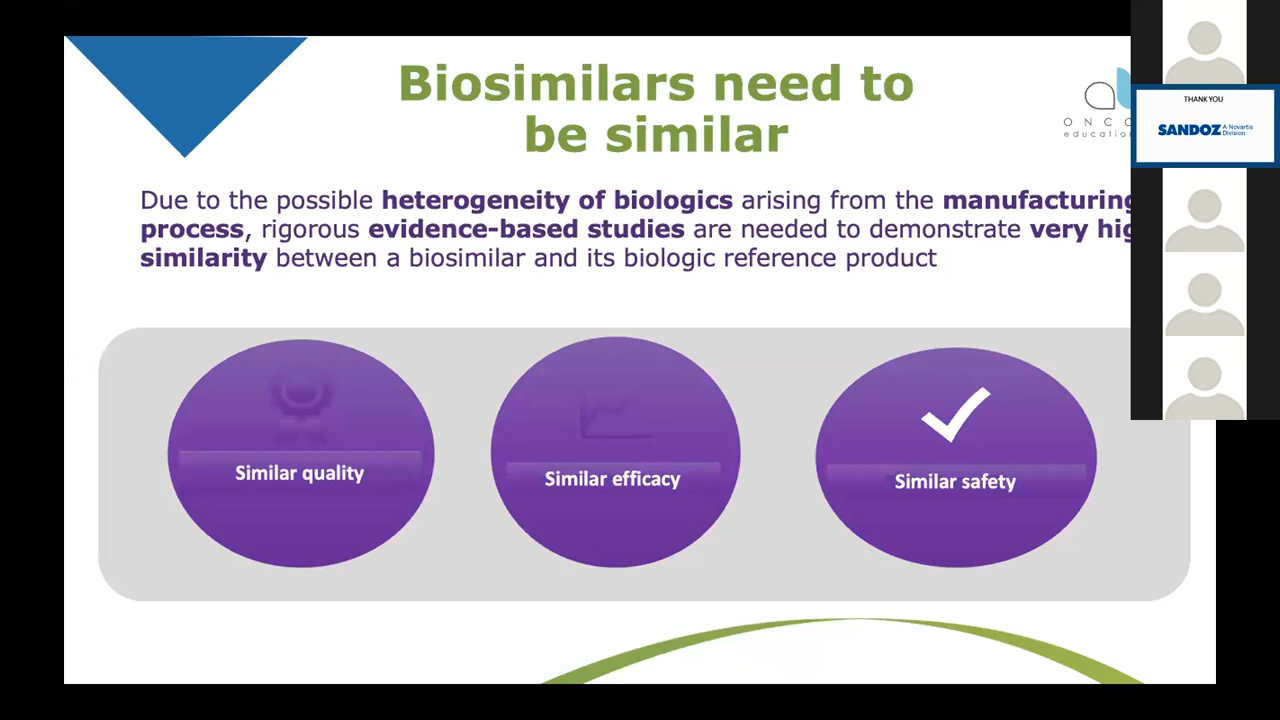 Biosimilars need to
be similar
Due to the possible heterogeneity of biologics arising from the manufacturing
process, rigorous evidence-based studies are needed to demonstrate very
similarity between a biosimilar and its biologic reference product
Similar quality
Similar efficacy
Similar safety
THANK YOU
SANDOZ A Novartis
Division